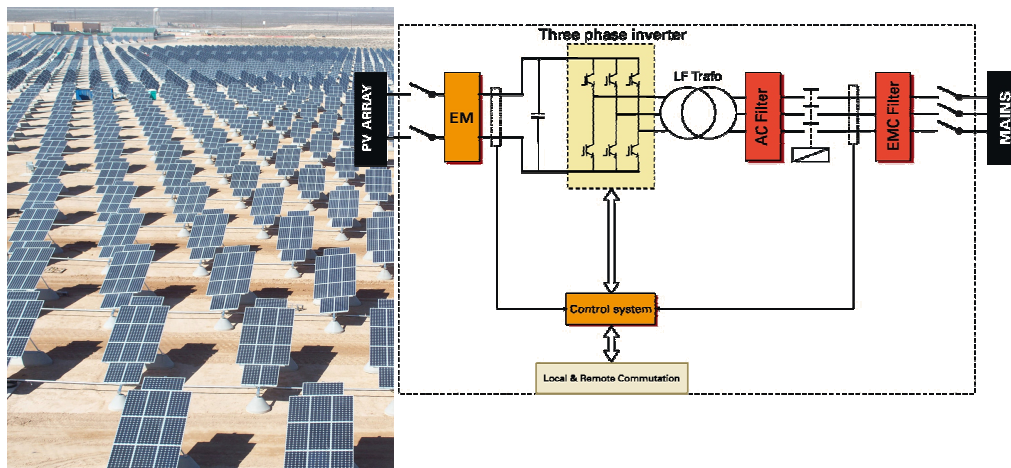 Three phase inverter
PV ARRAY
EM
LF Trafo
AC Filter
EMC Filter
MAINS
Control system
Local & Remote Commutation